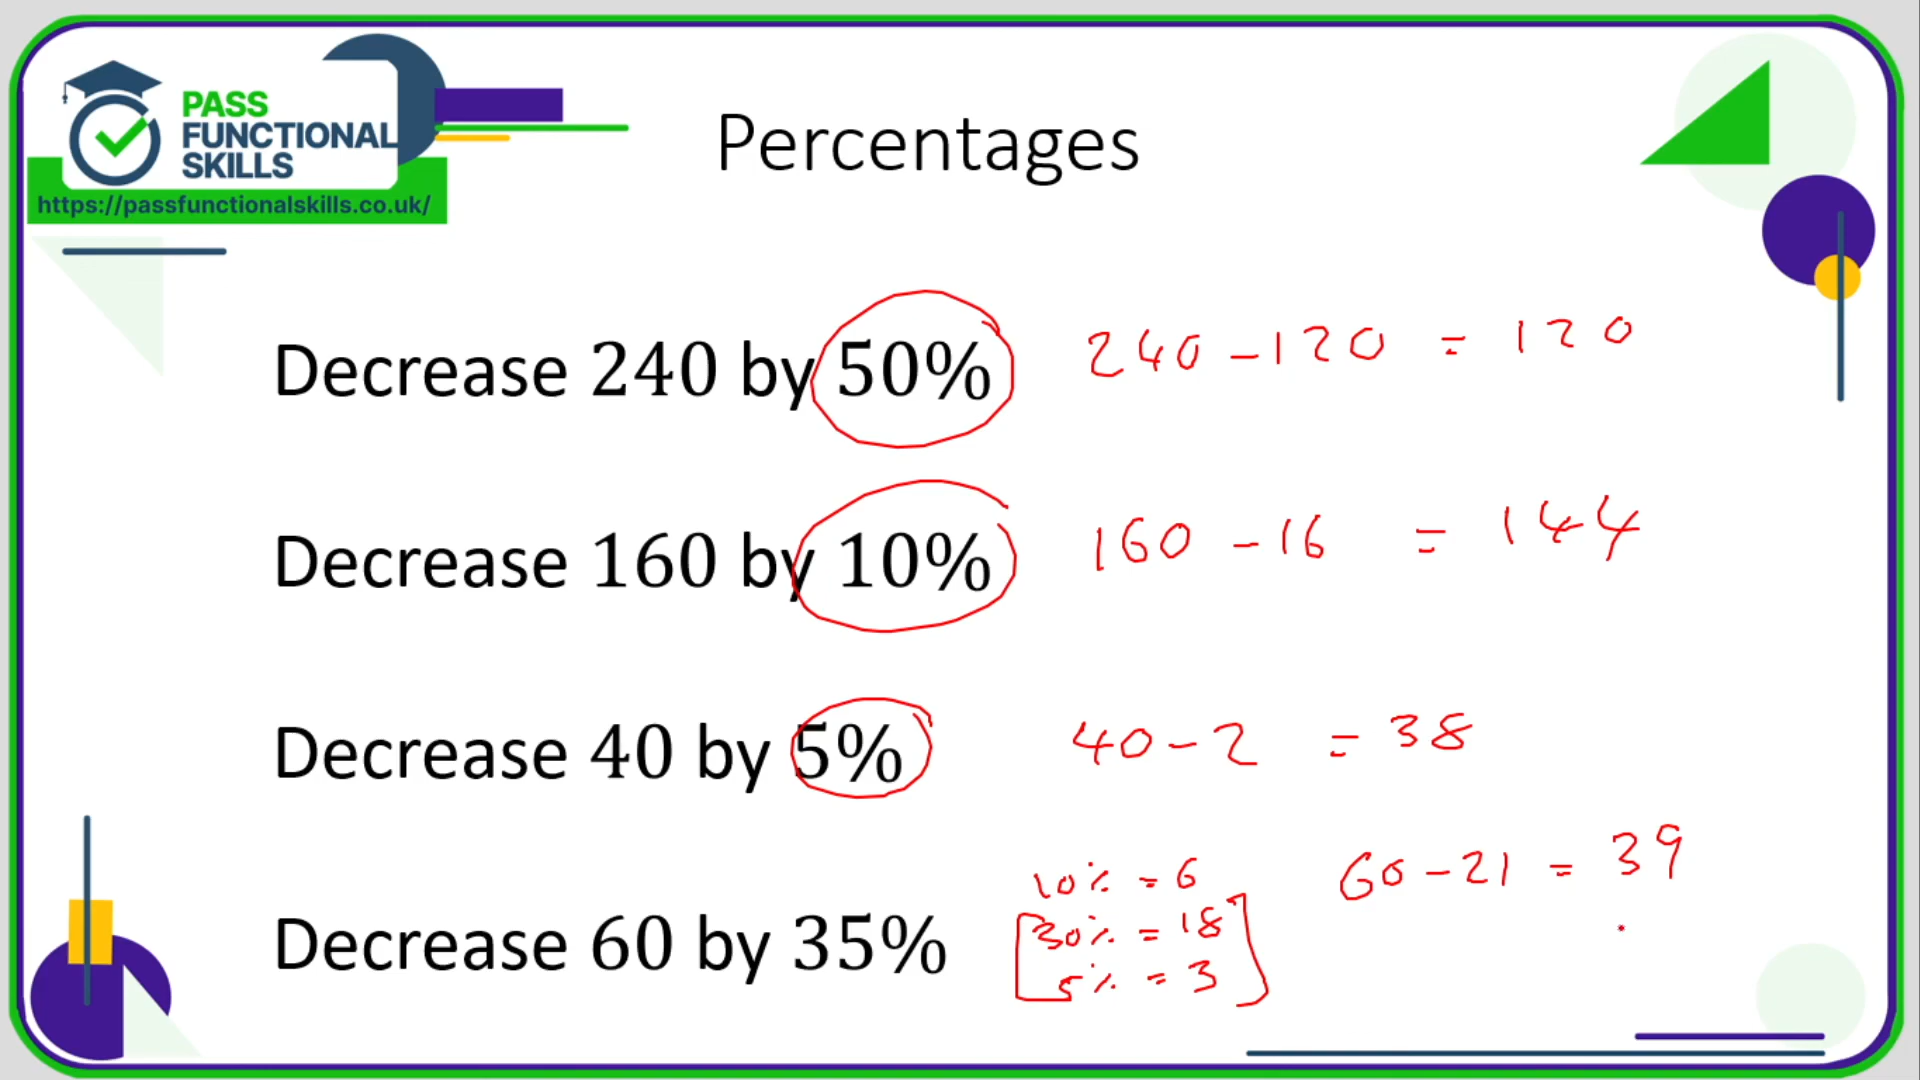 PASS
FUNCTIONAL
SKILLS
https://passfunctionalskills.co.uk/
Percentages
Decrease 240 by 50% 240 - 120 = 120
Decrease 160 by 10% 160 - 16 = 144
Decrease 40 by 5% 40 - 2 = 38
Decrease 60 by 35%
10% = 6
30% = 18
5% = 3
60 - 21 = 39